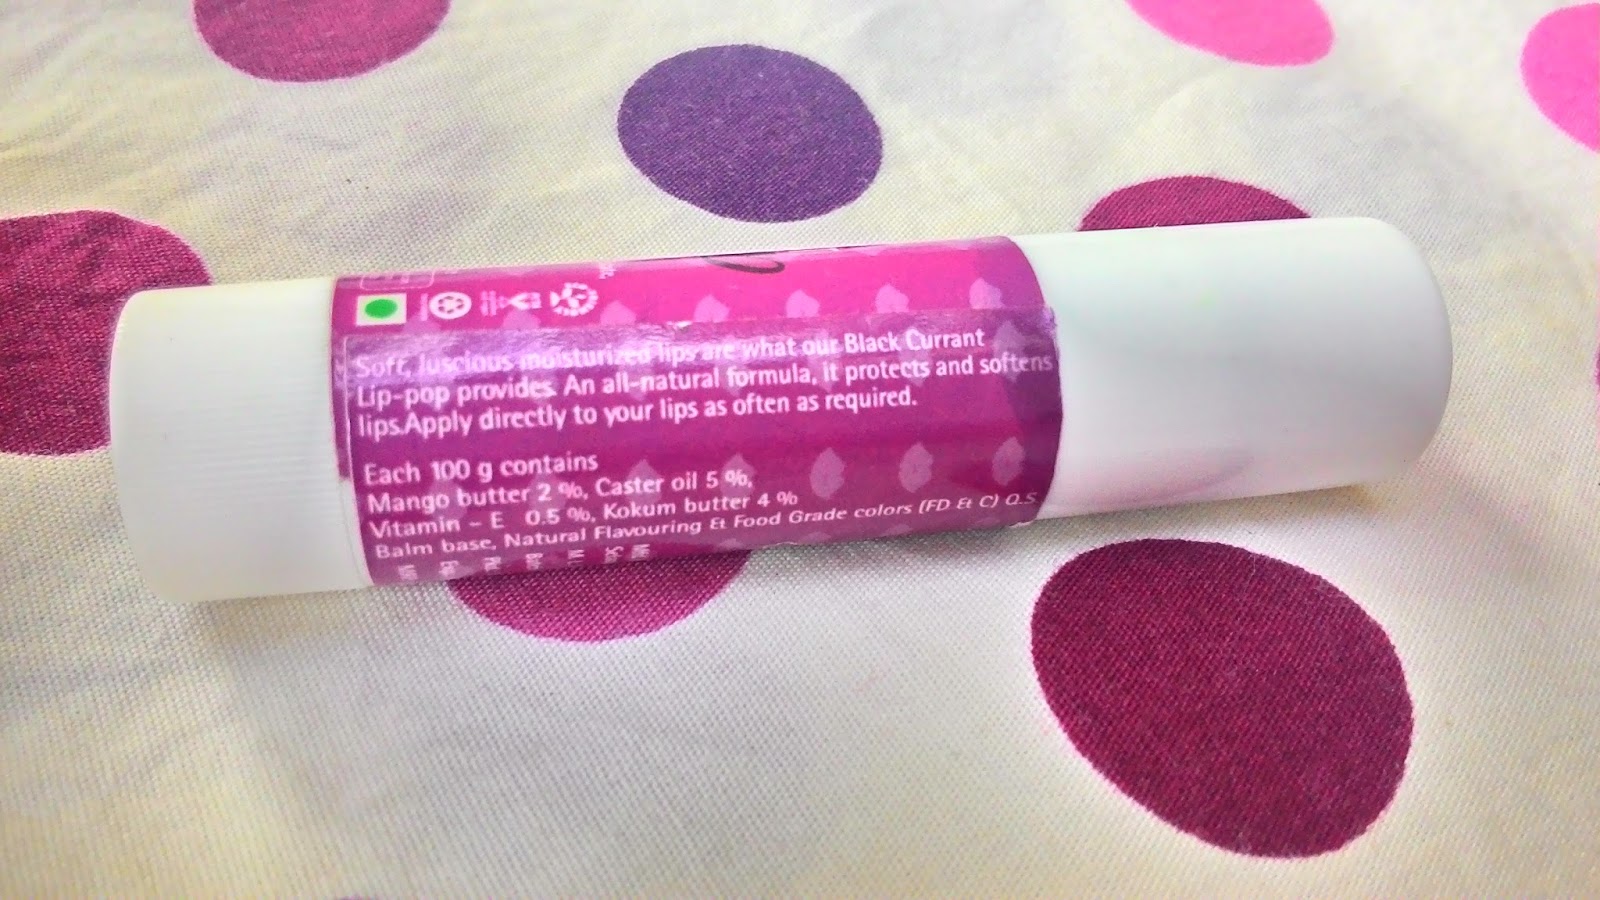 Soft, luscious moisturized lips are what our Black Currant
Lip-pop provides. An all-natural formula, it protects and softens
lips.Apply directly to your lips as often as required.
Each 100 g contains
Mango butter 2 %, Caster oil 5 %,
Vitamin - E 0.5 %, Kokum butter 4 %
Balm base, Natural Flavouring & Food Grade colors (FD & C) Q.S.